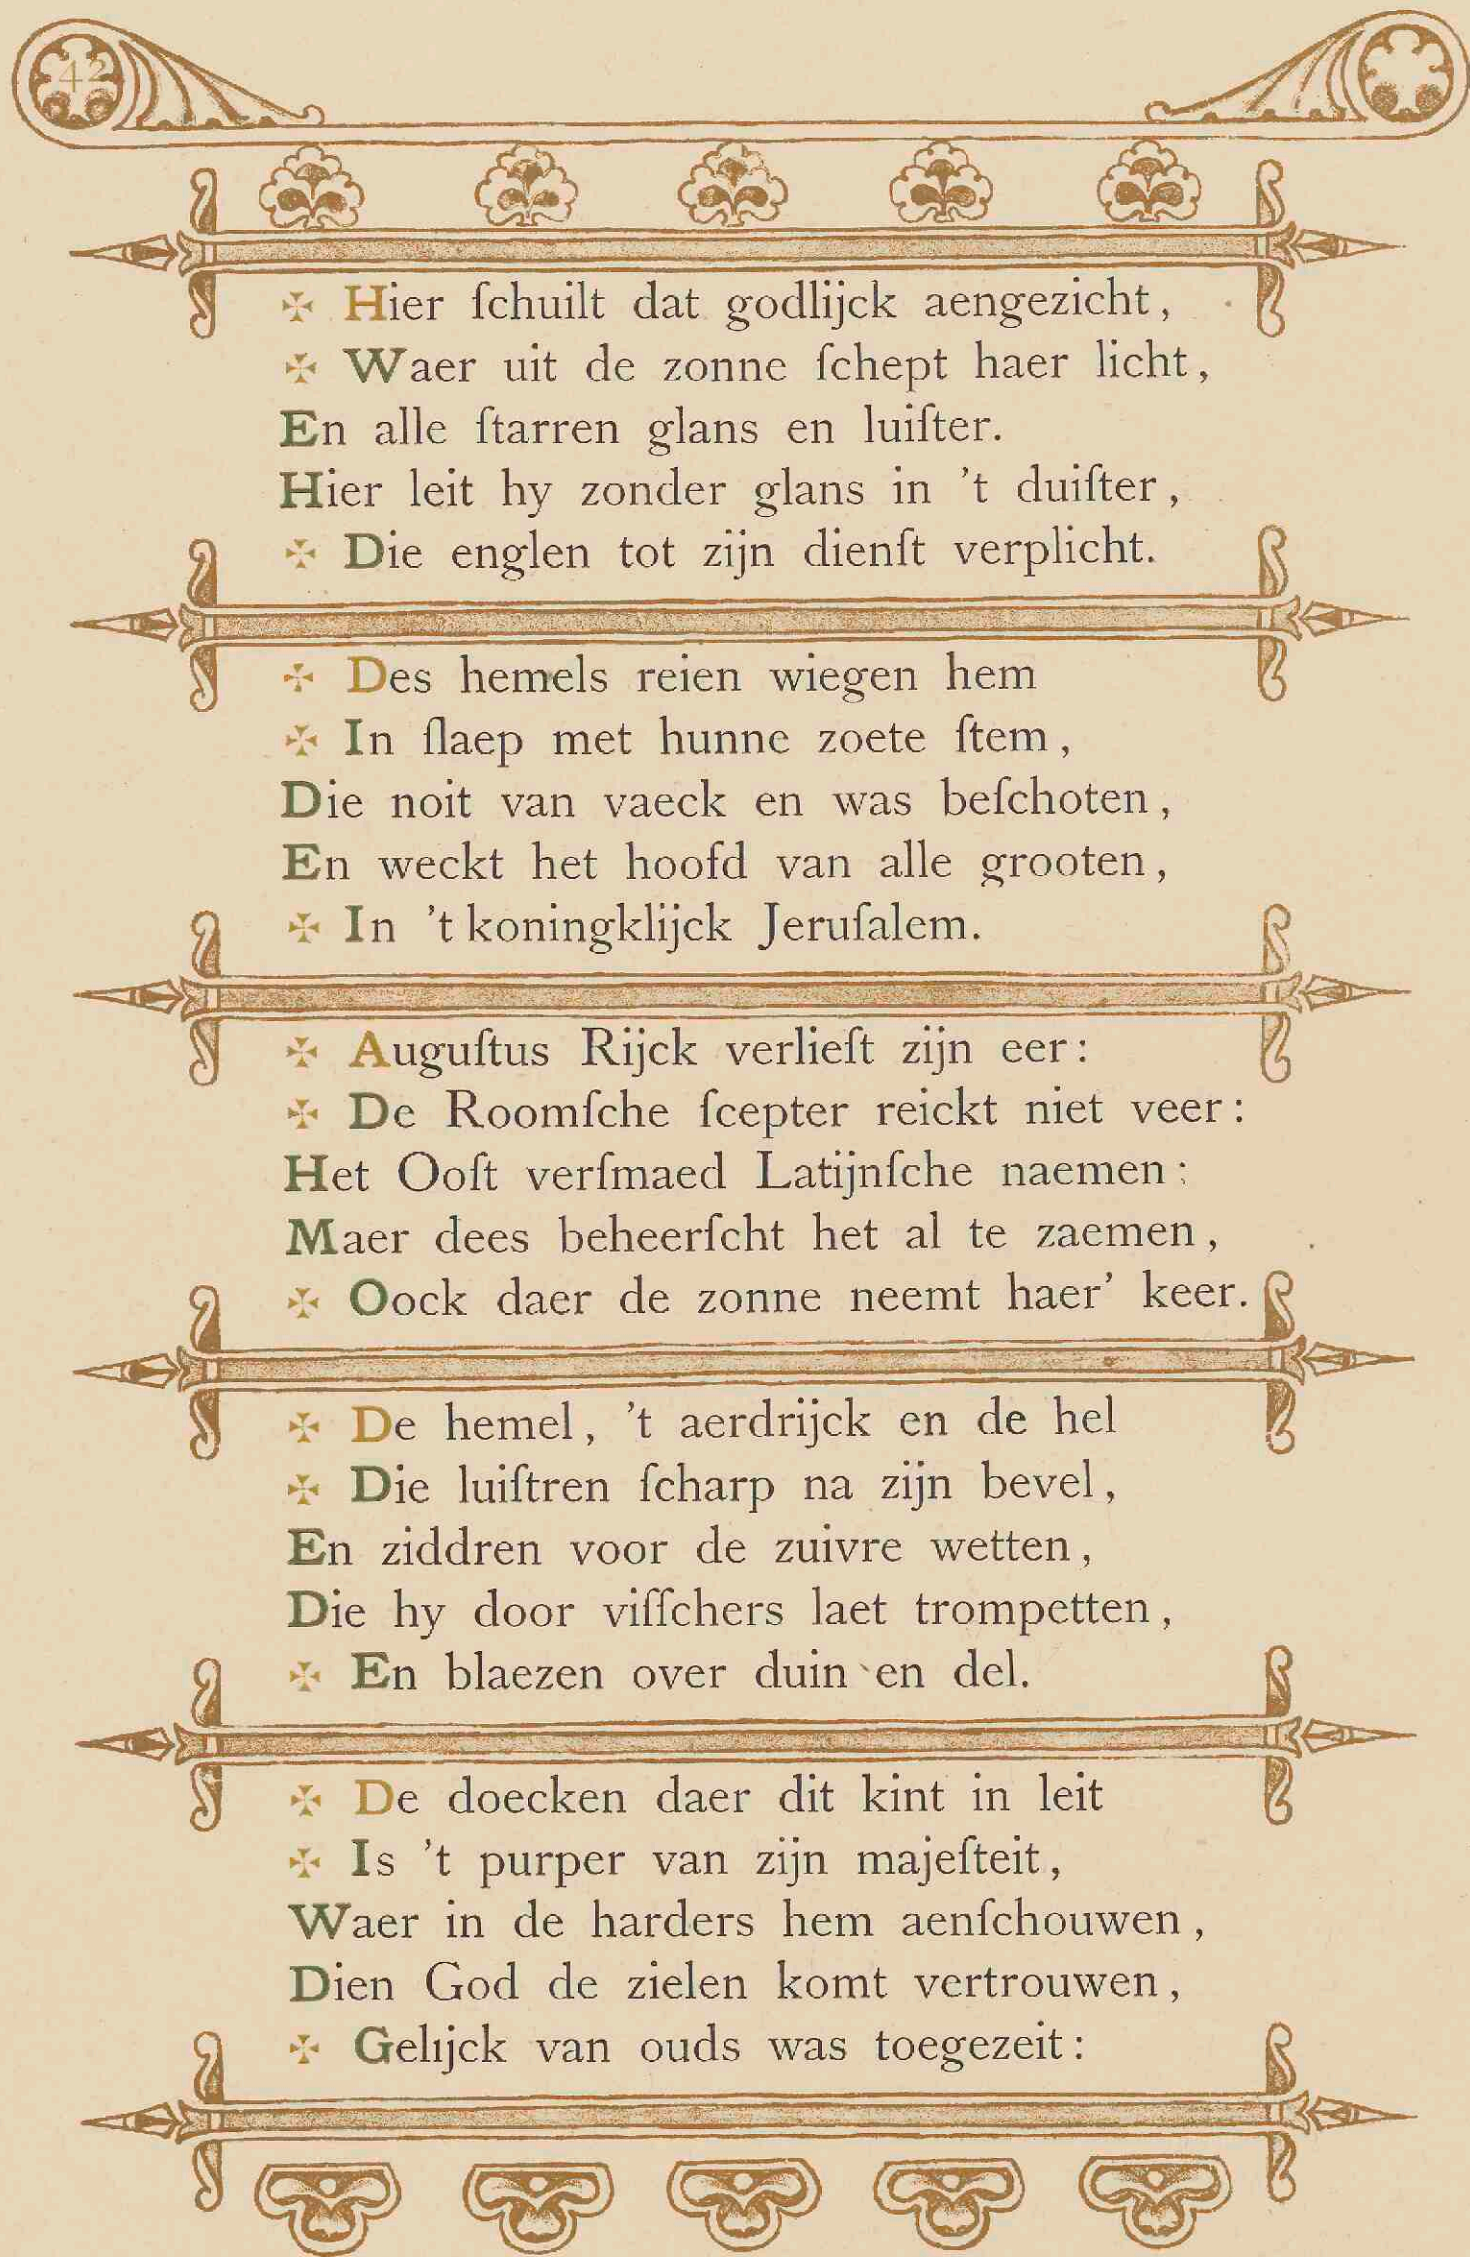 42
✠ Hier ſchuilt dat godlijck aengezicht,
✠ Waer uit de zonne ſchept haer licht,
En alle ſtarren glans en luiſter.
Hier leit hy zonder glans in 't duiſter,
✠ Die englen tot zijn dienſt verplicht.
✠ Des hemels reien wiegen hem
✠ In ſlaep met hunne zoete ſtem,
Die noit van vaeck en was beſchoten,
En weckt het hoofd van alle grooten,
✠ In 't koningklijck Jeruſalem.
✠ Auguſtus Rijck verlieſt zijn eer:
✠ De Roomſche ſcepter reickt niet veer:
Het Ooſt verſmaed Latijnſche naemen:
Maer dees beheerſcht het al te zaemen,
✠ Oock daer de zonne neemt haer' keer.
✠ De hemel, 't aerdrijck en de hel
✠ Die luiſtren ſcharp na zijn bevel,
En ziddren voor de zuivre wetten,
Die hy door viſſchers laet trompetten,
✠ En blaezen over duin en del.
✠ De doecken daer dit kint in leit
✠ Is 't purper van zijn majeſteit,
Waer in de harders hem aenſchouwen,
Dien God de zielen komt vertrouwen,
✠ Gelijck van ouds was toegezeit: